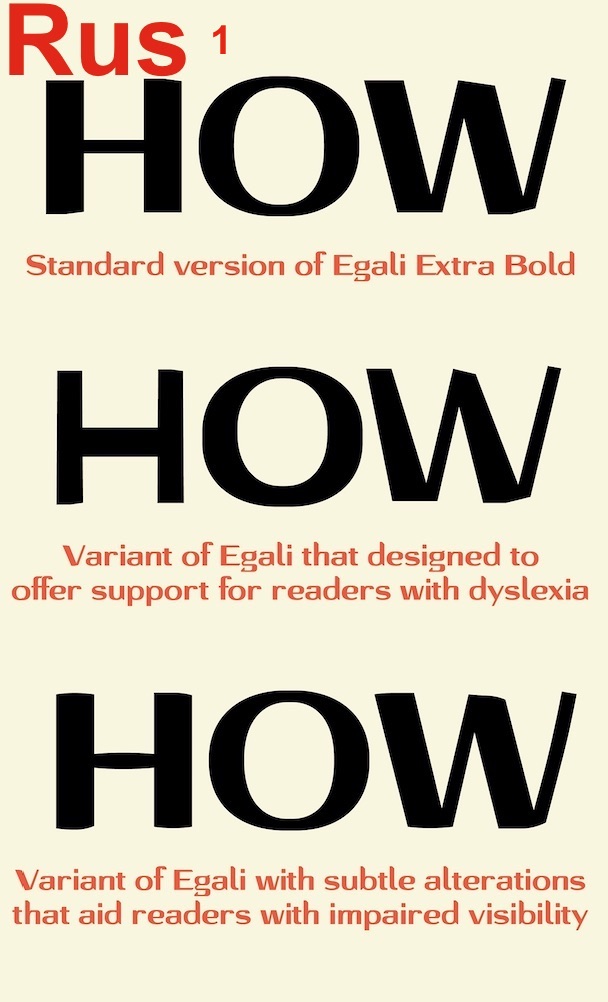 Rus 1
HOW
Standard version of Egali Extra Bold
HOW
Variant of Egali that designed to
offer support for readers with dyslexia
HOW
Variant of Egali with subtle alterations
that aid readers with impaired visibility